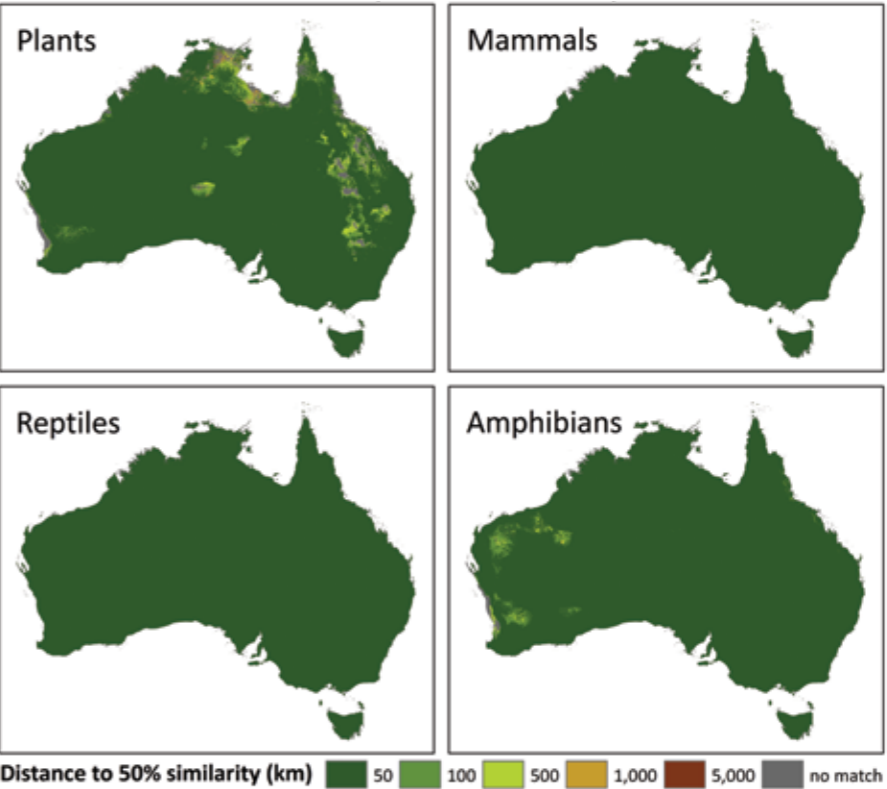 Plants
Mammals
Reptiles
Amphibians
Distance to 50% similarity (km) 50 100 500 1,000 5,000 no match